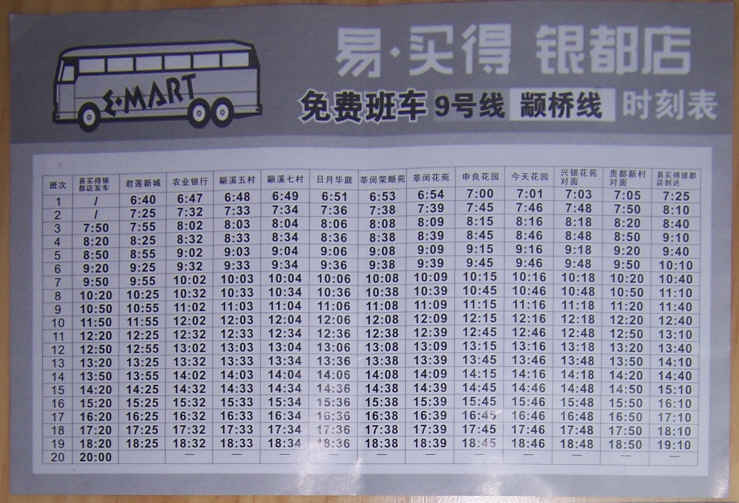 易·买得 银都店
E·MART
免费班车 9号线 颛桥线 时刻表
班次 易买得银都店发车 君莲新城 农业银行 颛溪五村 颛溪七村 日月华庭 莘闵荣顺苑 莘闵花苑 申良花园 今天花园 兴银花苑对面 贵都新村对面 易买得银都店到达
1 / 6:40 6:47 6:48 6:49 6:51 6:53 6:54 7:00 7:01 7:03 7:05 7:25
2 / 7:25 7:32 7:33 7:34 7:36 7:38 7:39 7:45 7:46 7:48 7:50 8:10
3 7:50 7:55 8:02 8:03 8:04 8:06 8:08 8:09 8:15 8:16 8:18 8:20 8:40
4 8:20 8:25 8:32 8:33 8:34 8:36 8:38 8:39 8:45 8:46 8:48 8:50 9:10
5 8:50 8:55 9:02 9:03 9:04 9:06 9:08 9:09 9:15 9:16 9:18 9:20 9:40
6 9:20 9:25 9:32 9:33 9:34 9:36 9:38 9:39 9:45 9:46 9:48 9:50 10:10
7 9:50 9:55 10:02 10:03 10:04 10:06 10:08 10:09 10:15 10:16 10:18 10:20 10:40
8 10:20 10:25 10:32 10:33 10:34 10:36 10:38 10:39 10:45 10:46 10:48 10:50 11:10
9 10:50 10:55 11:02 11:03 11:04 11:06 11:08 11:09 11:15 11:16 11:18 11:20 11:40
10 11:50 11:55 12:02 12:03 12:04 12:06 12:08 12:09 12:15 12:16 12:18 12:20 12:40
11 12:20 12:25 12:32 12:33 12:34 12:36 12:38 12:39 12:45 12:46 12:48 12:50 13:10
12 12:50 12:55 13:02 13:03 13:04 13:06 13:08 13:09 13:15 13:16 13:18 13:20 13:40
13 13:20 13:25 13:32 13:33 13:34 13:36 13:38 13:39 13:45 13:46 13:48 13:50 14:10
14 13:50 13:55 14:02 14:03 14:04 14:06 14:08 14:09 14:15 14:16 14:18 14:20 14:40
15 14:20 14:25 14:32 14:33 14:34 14:36 14:38 14:39 14:45 14:46 14:48 14:50 15:10
16 15:20 15:25 15:32 15:33 15:34 15:36 15:38 15:39 15:45 15:46 15:48 15:50 16:10
17 16:20 16:25 16:32 16:33 16:34 16:36 16:38 16:39 16:45 16:46 16:48 16:50 17:10
18 17:20 17:25 17:32 17:33 17:34 17:36 17:38 17:39 17:45 17:46 17:48 17:50 18:10
19 18:20 18:25 18:32 18:33 18:34 18:36 18:38 18:39 18:45 18:46 18:48 18:50 19:10
20 20:00 — — — — — — — — — — —